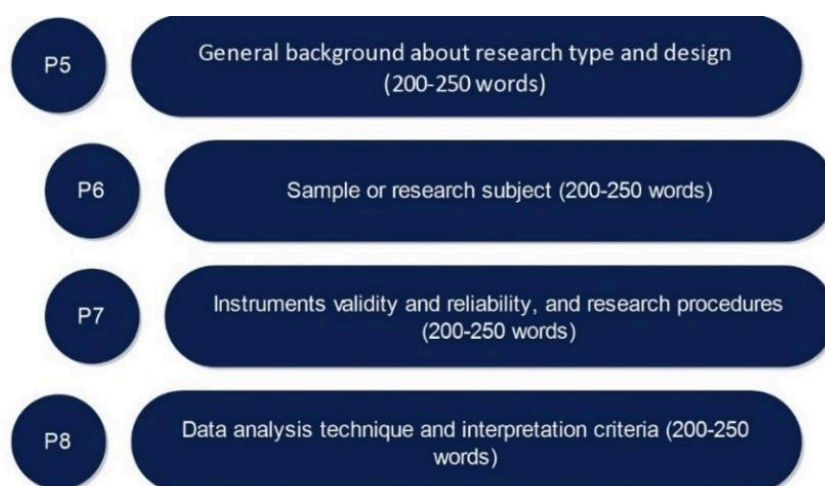 P5
General background about research type and design
(200-250 words)
P6
Sample or research subject (200-250 words)
P7
Instruments validity and reliability, and research procedures
(200-250 words)
P8
Data analysis technique and interpretation criteria (200-250
words)